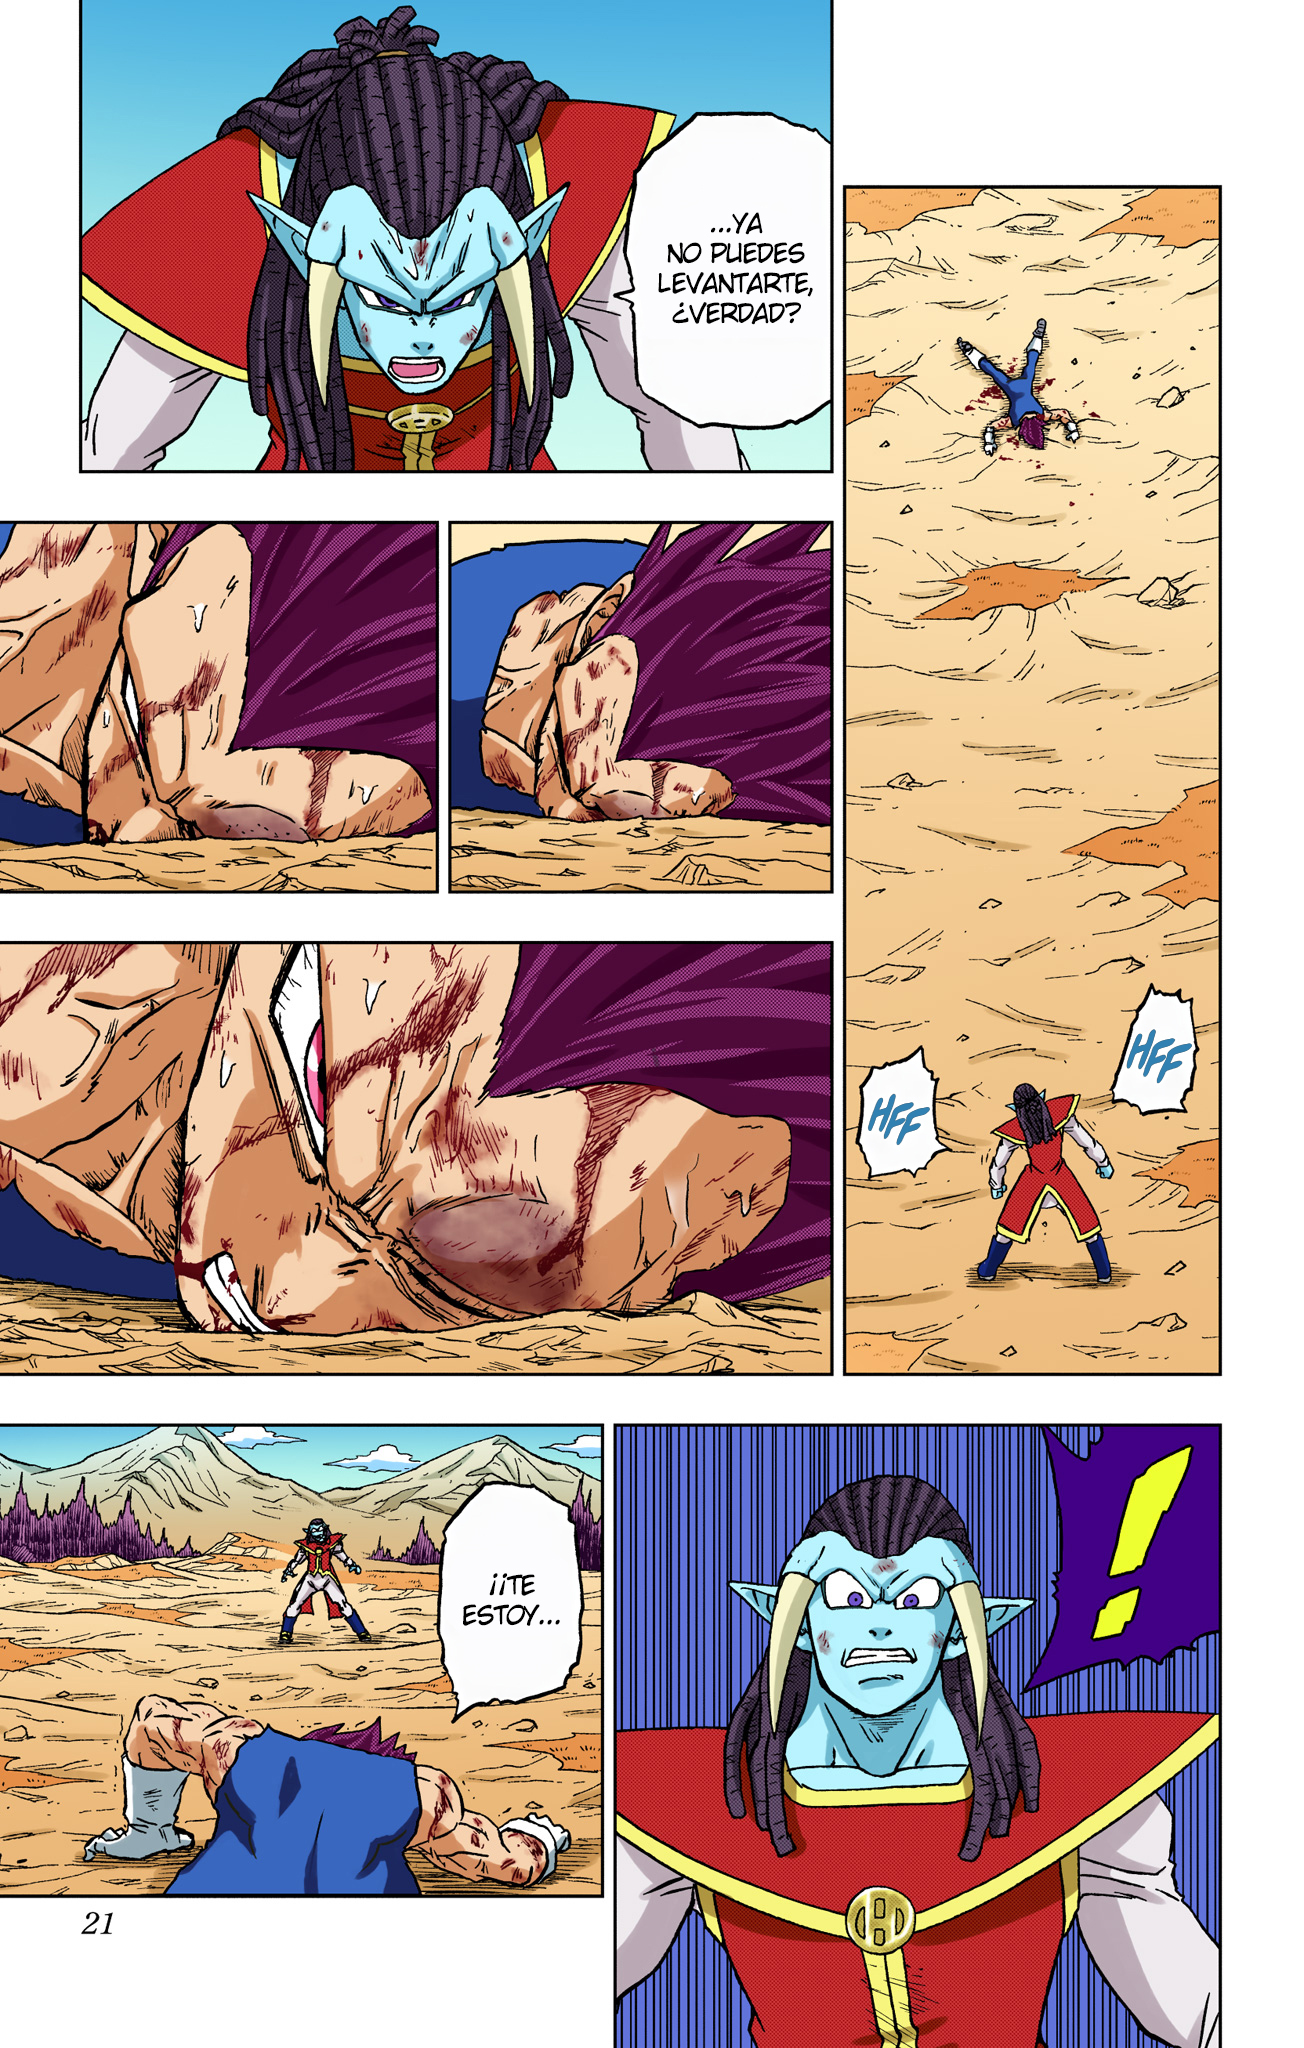 HFF
HFF
...YA
NO PUEDES
LEVANTARTE,
¿VERDAD?
!
¡¡TE
ESTOY...
21